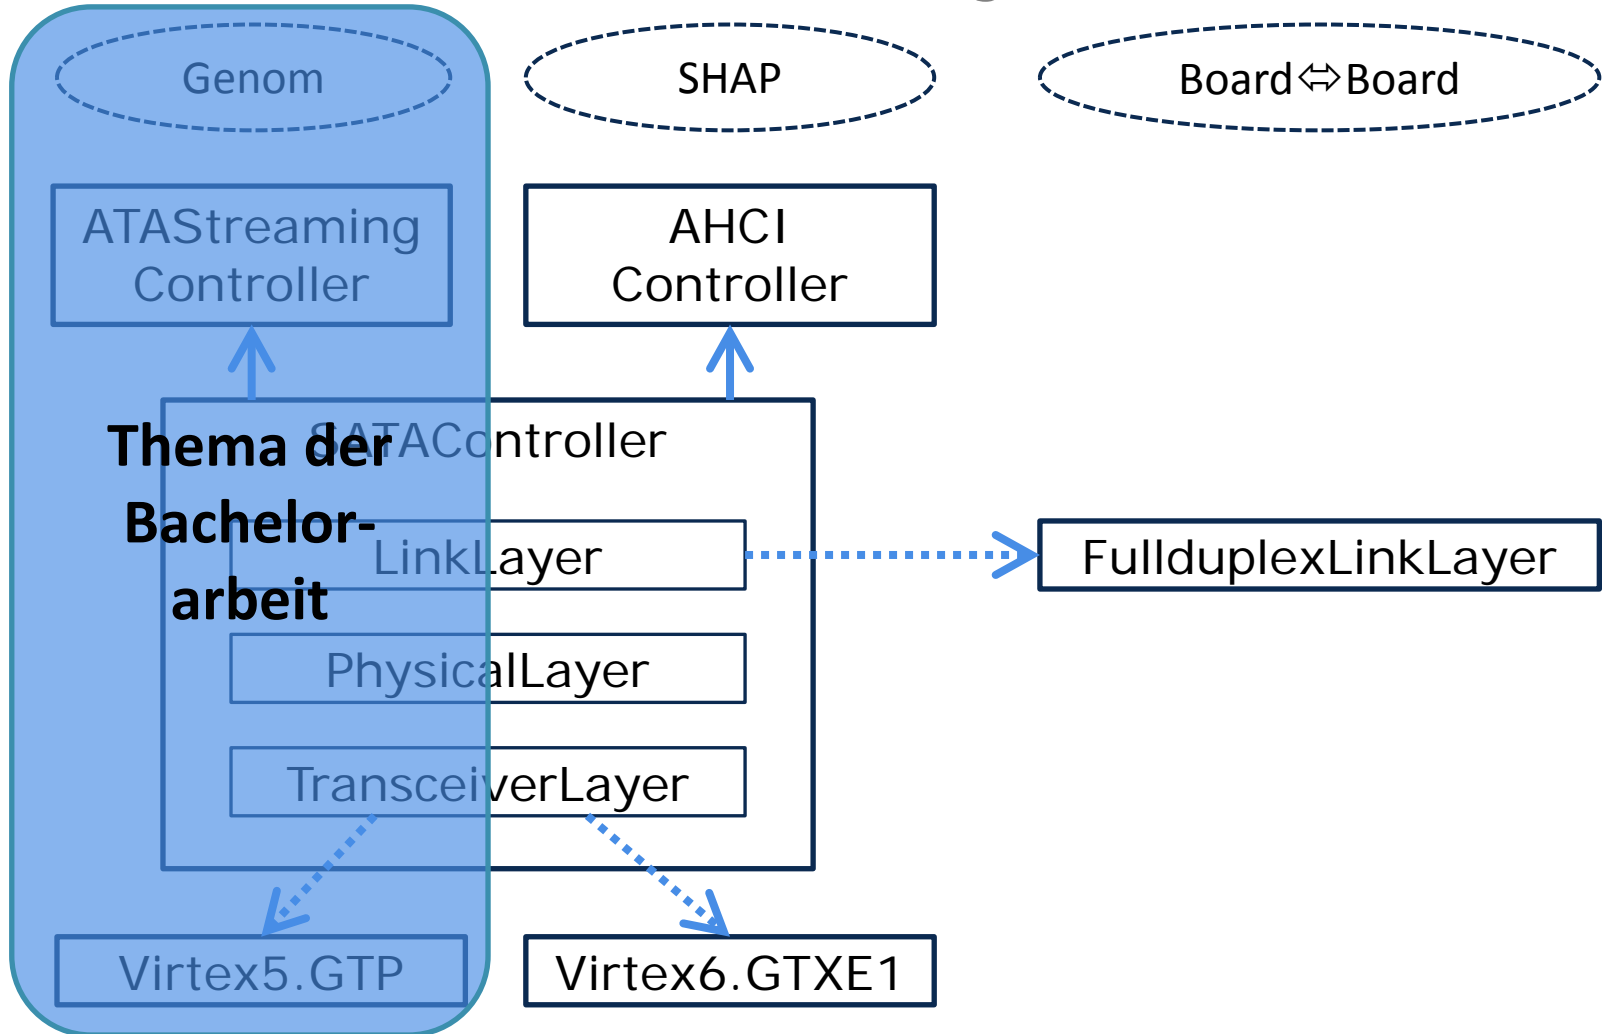 Genom
SHAP
Board⇔Board
ATAStreaming
Controller
AHCI
Controller
SATAController
Thema der
Bachelor-
arbeit
LinkLayer
FullduplexLinkLayer
PhysicalLayer
TransceiverLayer
Virtex5.GTP
Virtex6.GTXE1